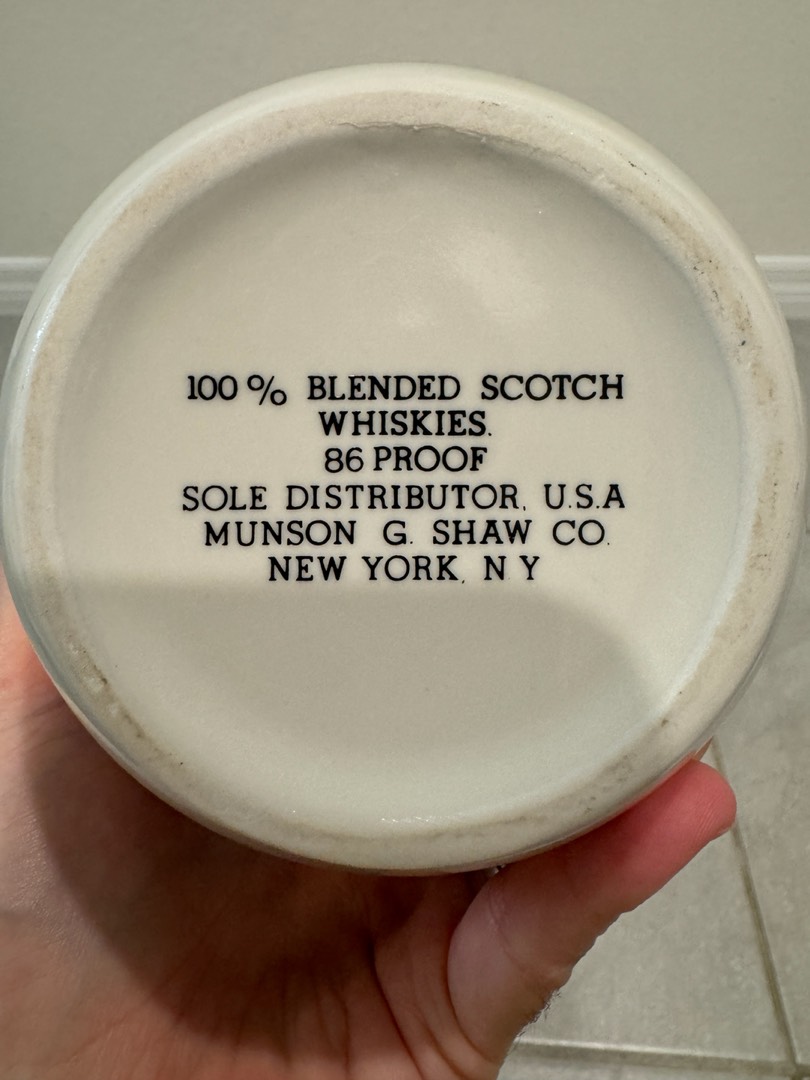 100% BLENDED SCOTCH
WHISKIES.
86 PROOF
SOLE DISTRIBUTOR, U.S.A
MUNSON G. SHAW CO.
NEW YORK, N Y